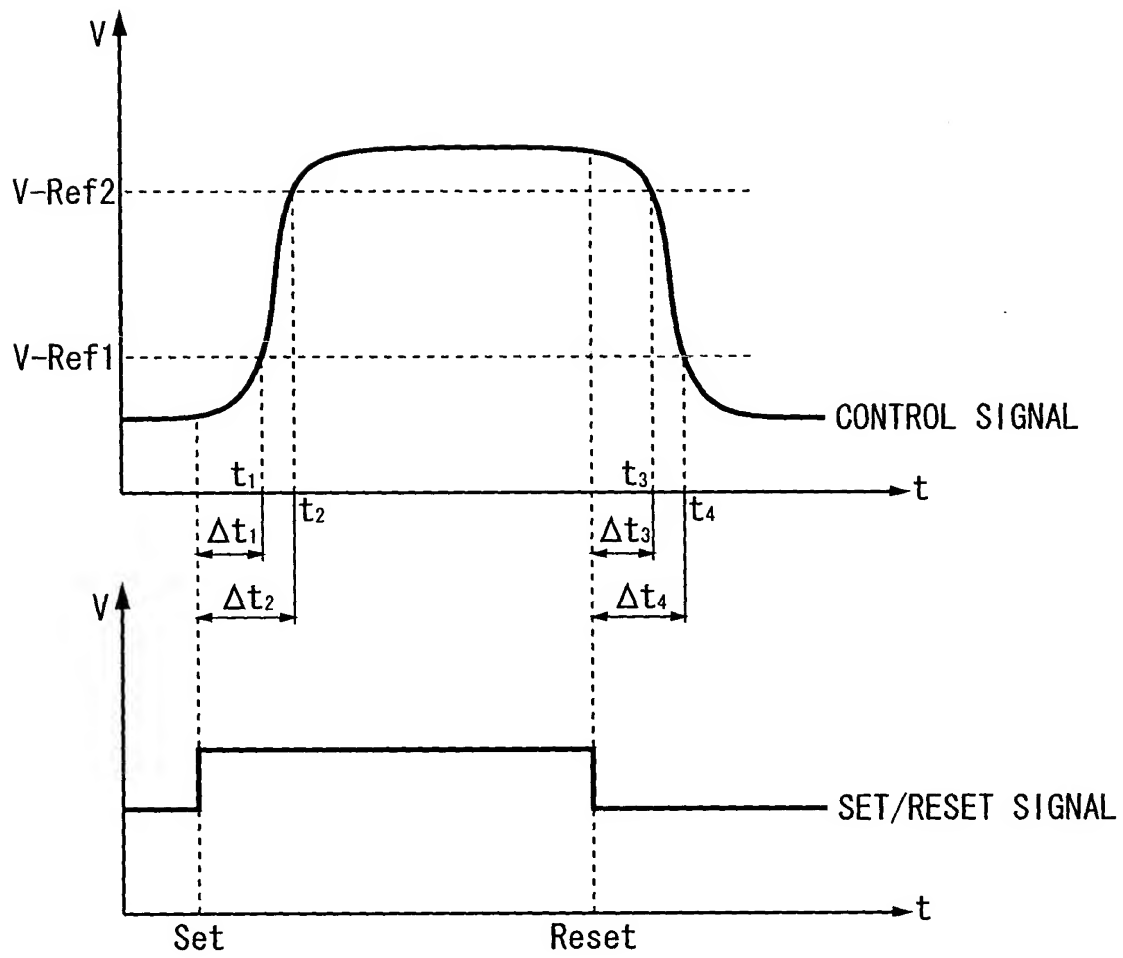 V
V-Ref2
V-Ref1
CONTROL SIGNAL
t1
t3
t
t2
t4
Δt1
Δt3
Δt2
Δt4
V
SET/RESET SIGNAL
t
Set
Reset